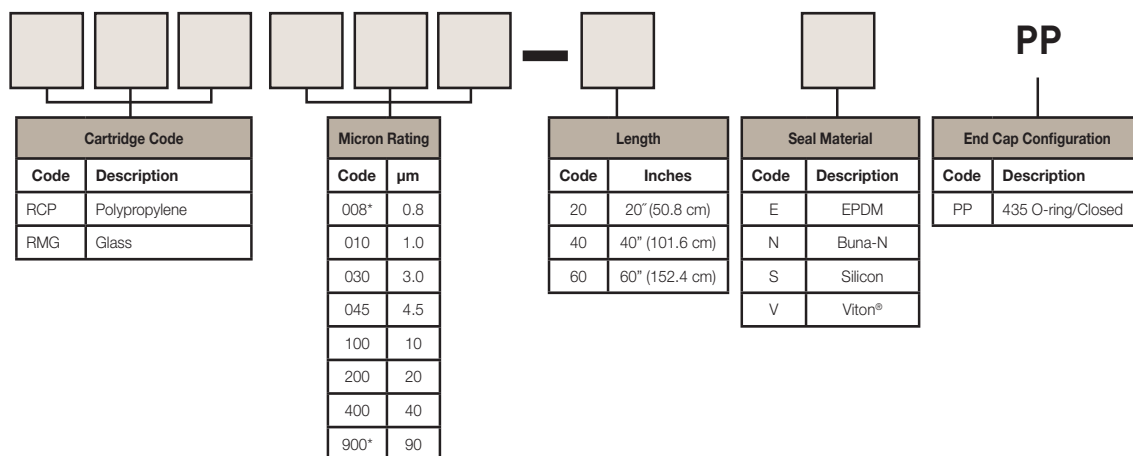 PP
Cartridge Code
Code Description
RCP Polypropylene
RMG Glass
Micron Rating
Code µm
008* 0.8
010 1.0
030 3.0
045 4.5
100 10
200 20
400 40
900* 90
Length
Code Inches
20 20˝(50.8 cm)
40 40" (101.6 cm)
60 60" (152.4 cm)
Seal Material
Code Description
E EPDM
N Buna-N
S Silicon
V Viton®
End Cap Configuration
Code Description
PP 435 O-ring/Closed